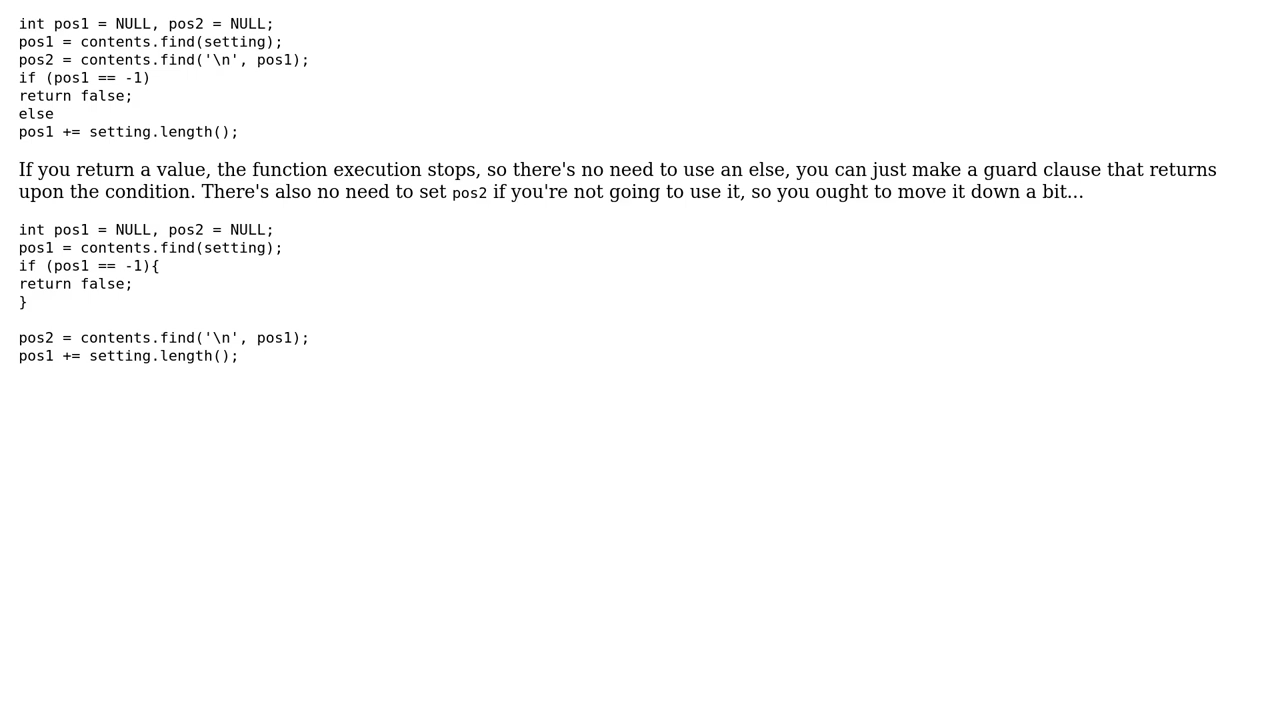 int pos1 = NULL, pos2 = NULL;
pos1 = contents.find(setting);
pos2 = contents.find('\n', pos1);
if (pos1 == -1)
return false;
else
pos1 += setting.length();
If you return a value, the function execution stops, so there's no need to use an else, you can just make a guard clause that returns
upon the condition. There's also no need to set pos2 if you're not going to use it, so you ought to move it down a bit...
int pos1 = NULL, pos2 = NULL;
pos1 = contents.find(setting);
if (pos1 == -1){
return false;
}
pos2 = contents.find('\n', pos1);
pos1 += setting.length();